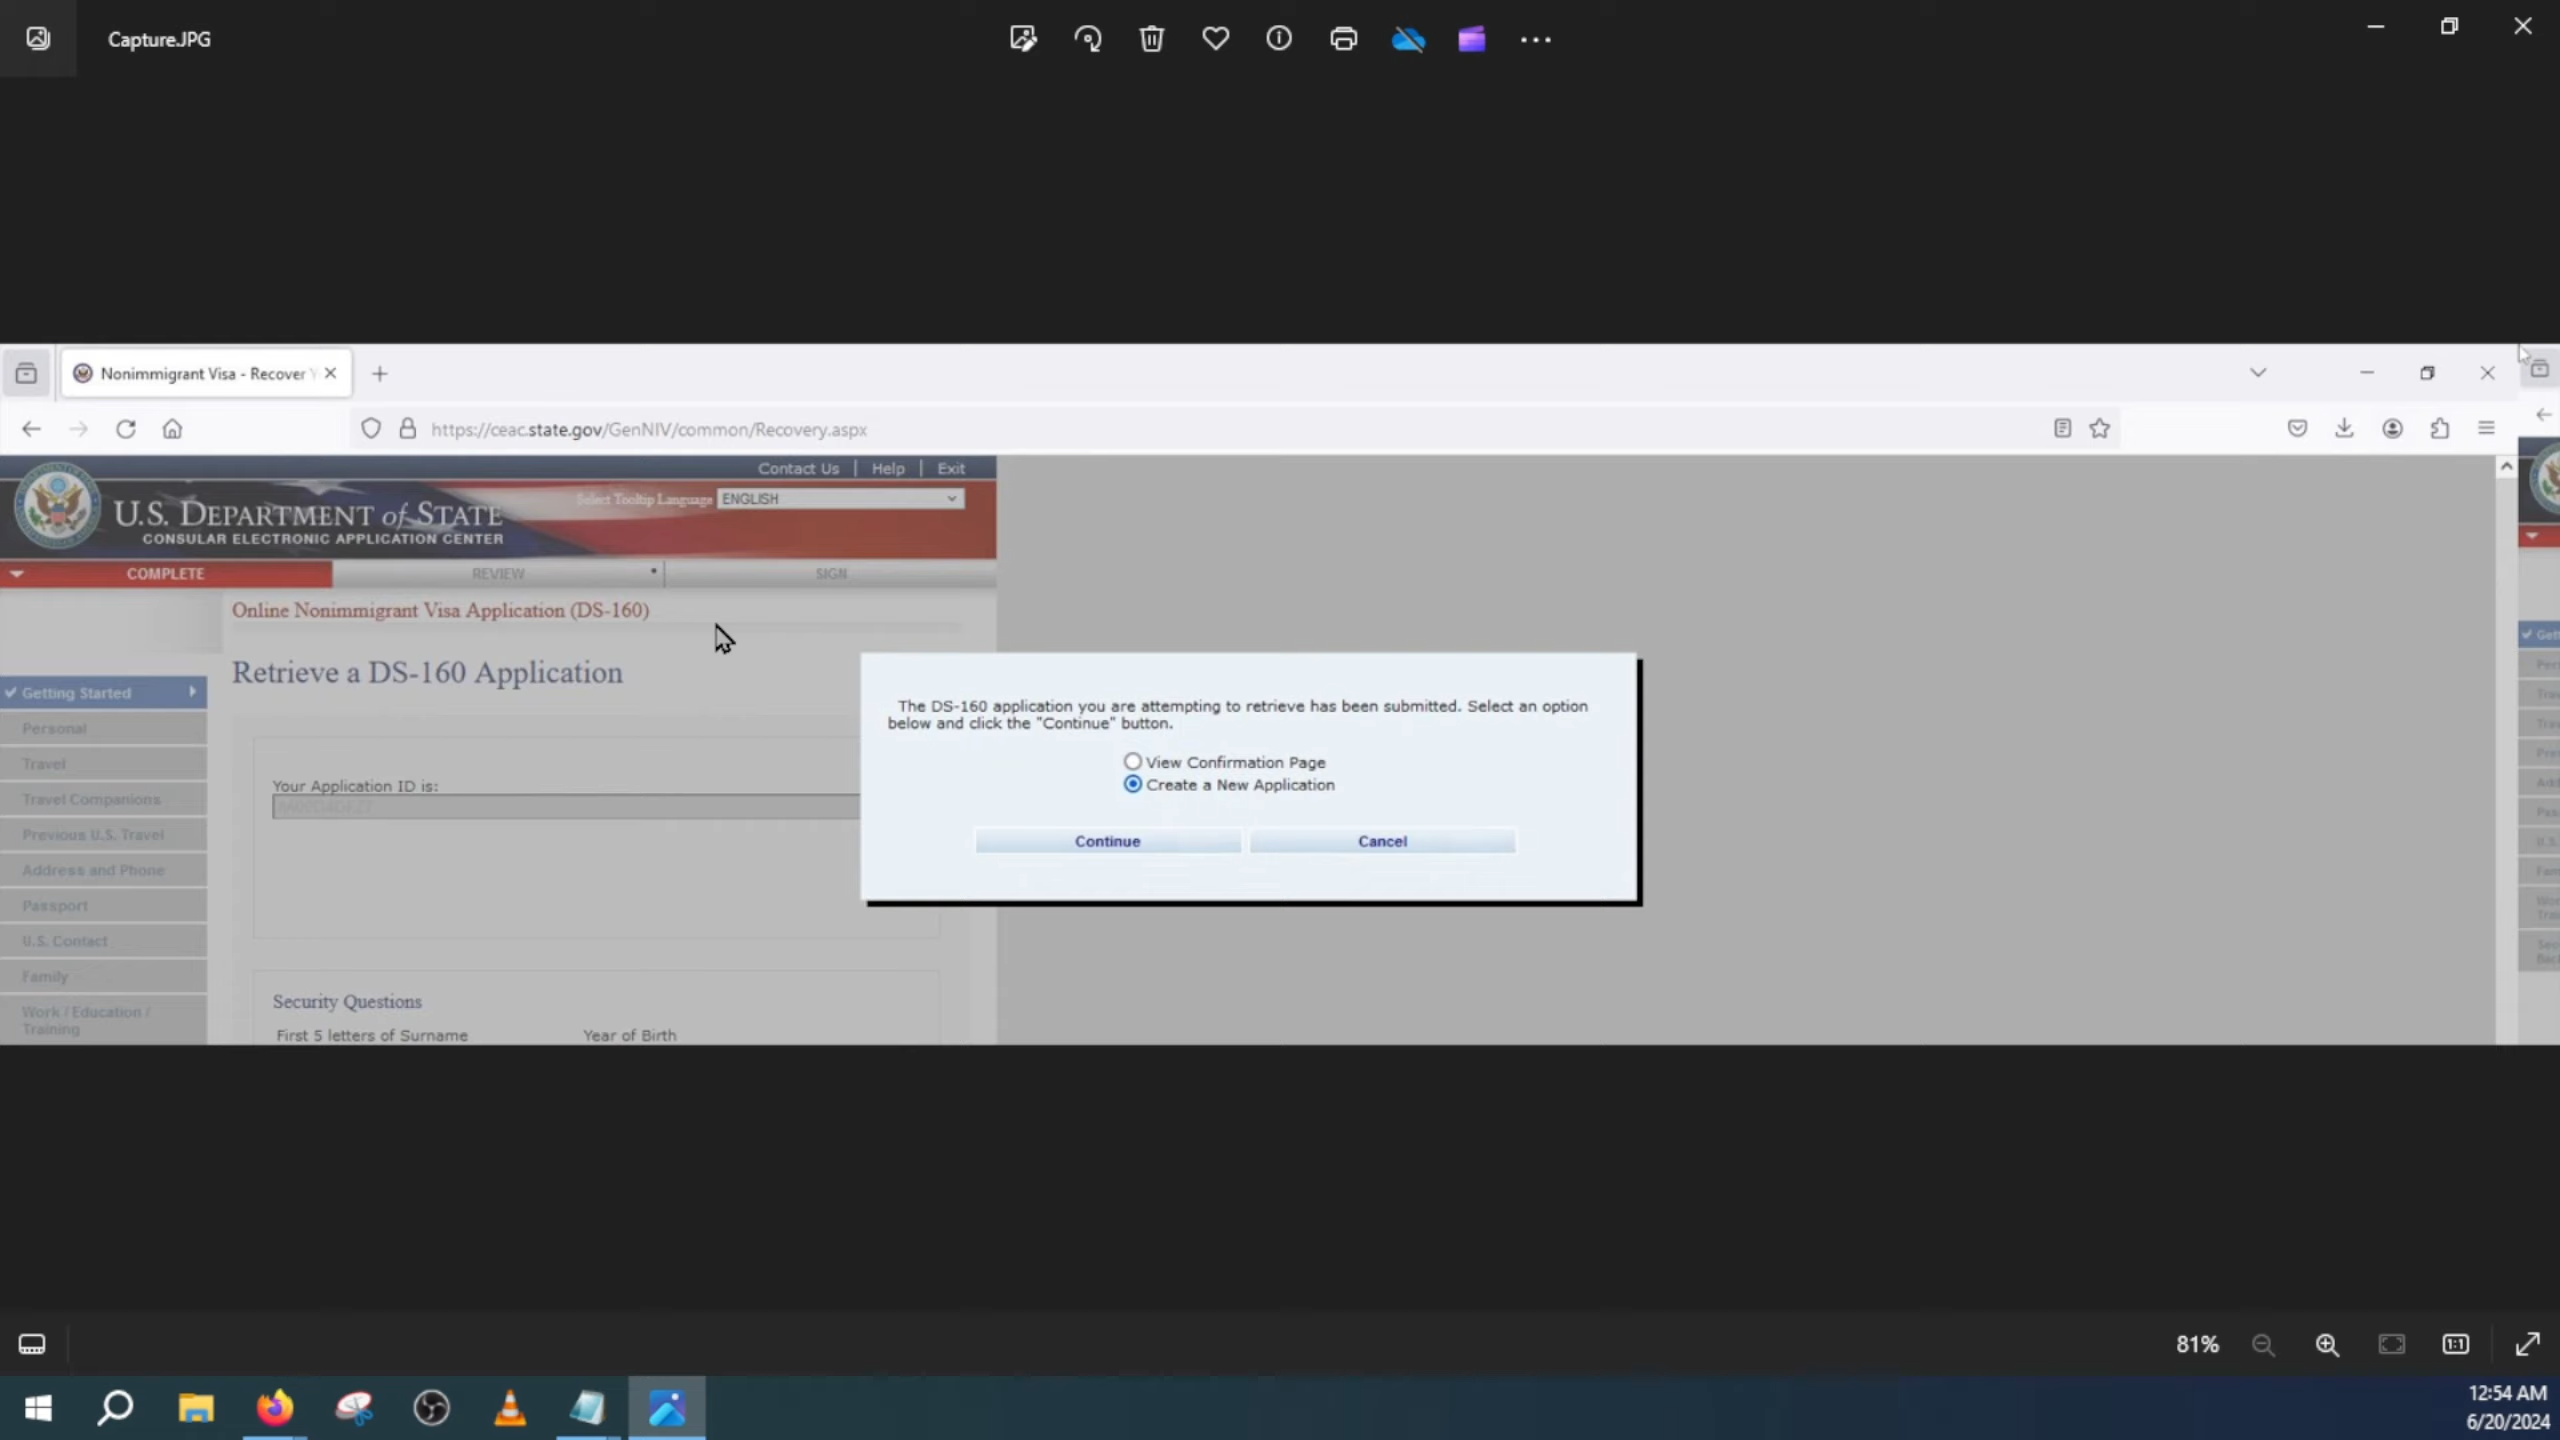 Capture.JPG
Nonimmigrant Visa - Recover
https://ceac.state.gov/GenNIV/common/Recovery.aspx
Contact Us | Help | Exit
Select Tooltip Language ENGLISH
U.S. DEPARTMENT of STATE
CONSULAR ELECTRONIC APPLICATION CENTER
COMPLETE REVIEW SIGN
Online Nonimmigrant Visa Application (DS-160)
Retrieve a DS-160 Application
Getting Started
Personal
Travel
Travel Companions
Previous U.S. Travel
Address and Phone
Passport
U.S. Contact
Family
Work / Education /
Training
Your Application ID is:
Security Questions
First 5 letters of Surname Year of Birth
The DS-160 application you are attempting to retrieve has been submitted. Select an option
below and click the "Continue" button.
View Confirmation Page
Create a New Application
Continue Cancel
81%
1:1
12:54 AM
6/20/2024